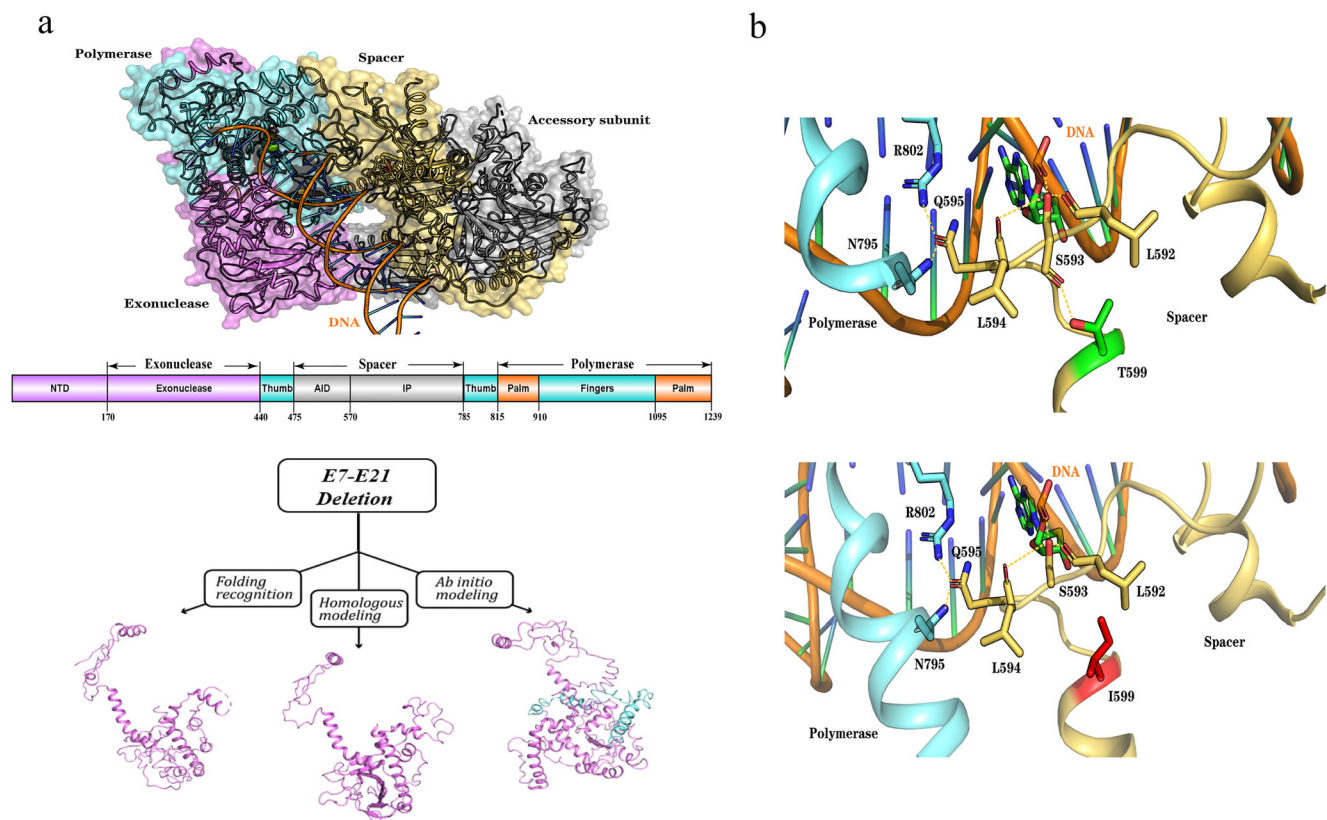 a
Polymerase
Spacer
Accessory subunit
Exonuclease
DNA
Exonuclease Spacer Polymerase
NTD Exonuclease Thumb AID IP Thumb Palm Fingers Palm
170 440 475 570 785 815 910 1095 1239
E7-E21
Deletion
Folding
recognition
Homologous
modeling
Ab initio
modeling
b
DNA
R802
Q595
N795
S593
L592
L594
Polymerase
Spacer
T599
DNA
R802
Q595
S593
L592
N795
L594
Spacer
I599
Polymerase